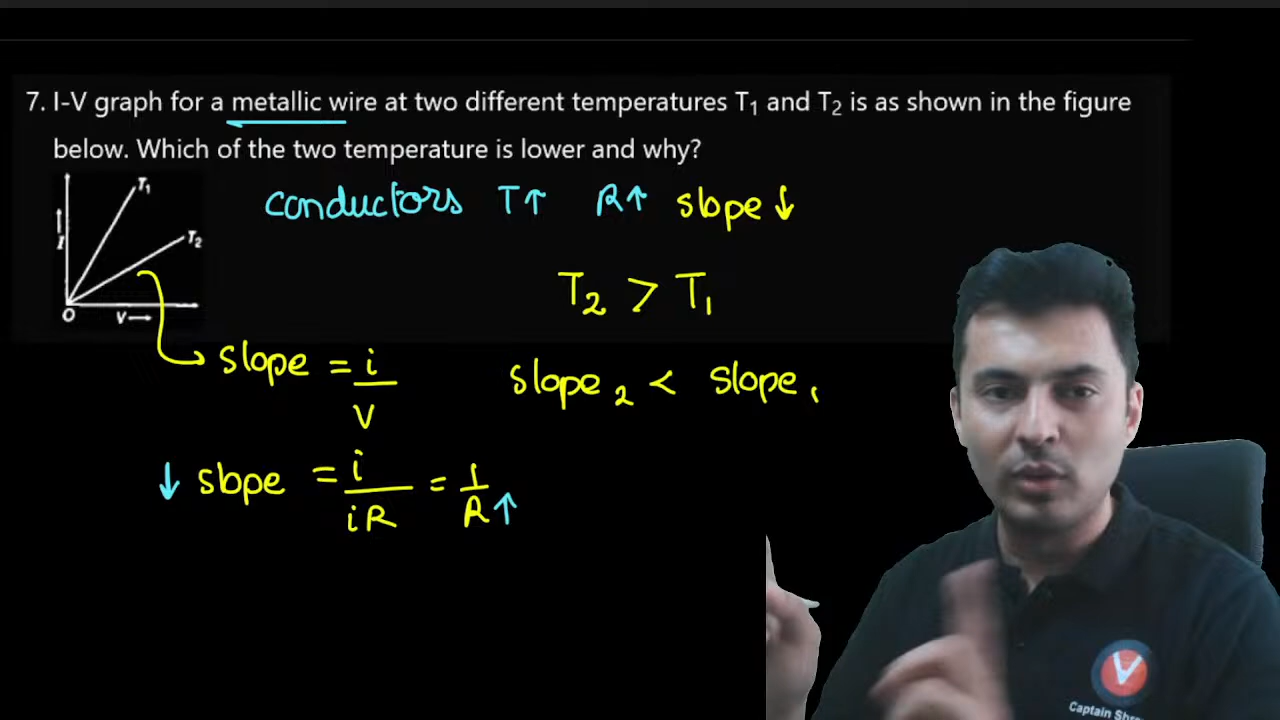 7. I-V graph for a metallic wire at two different temperatures T₁ and T₂ is as shown in the figure
below. Which of the two temperature is lower and why?
T₁
I
T₂
O
V→
conductors T↑ R↑ slope ↓
T₂ > T₁
slope = i/V
slope₂ < slope₁
↓ slope = i/iR = 1/R ↑
V
Captain